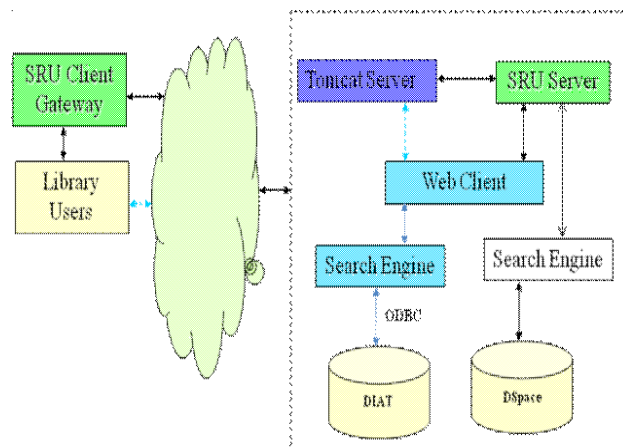 SRU Client
Gateway
Library
Users
Tomcat Server
SRU Server
Web Client
Search Engine
Search Engine
ODBC
DIAT
DSpace